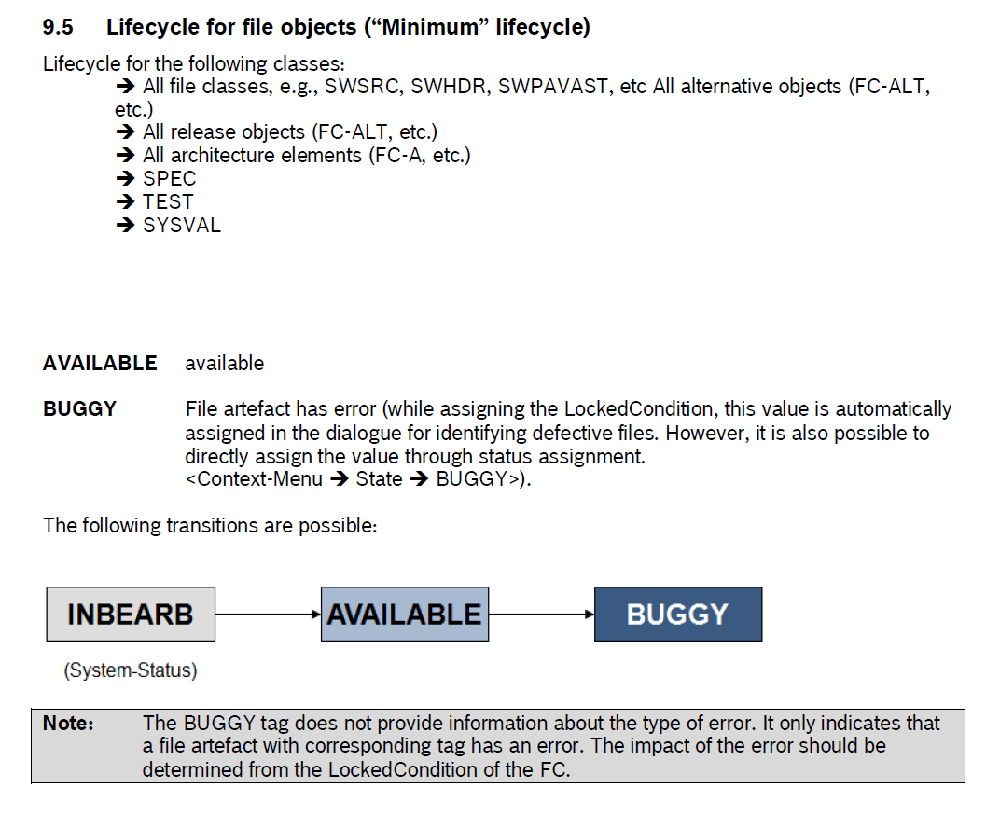 9.5 Lifecycle for file objects (“Minimum” lifecycle)
Lifecycle for the following classes:
➔ All file classes, e.g., SWSRC, SWHDR, SWPAVAST, etc All alternative objects (FC-ALT,
etc.)
➔ All release objects (FC-ALT, etc.)
➔ All architecture elements (FC-A, etc.)
➔ SPEC
➔ TEST
➔ SYSVAL
AVAILABLE available
BUGGY File artefact has error (while assigning the LockedCondition, this value is automatically
assigned in the dialogue for identifying defective files. However, it is also possible to
directly assign the value through status assignment.
<Context-Menu ➔ State ➔ BUGGY>).
The following transitions are possible:
INBEARB AVAILABLE BUGGY
(System-Status)
Note: The BUGGY tag does not provide information about the type of error. It only indicates that
a file artefact with corresponding tag has an error. The impact of the error should be
determined from the LockedCondition of the FC.